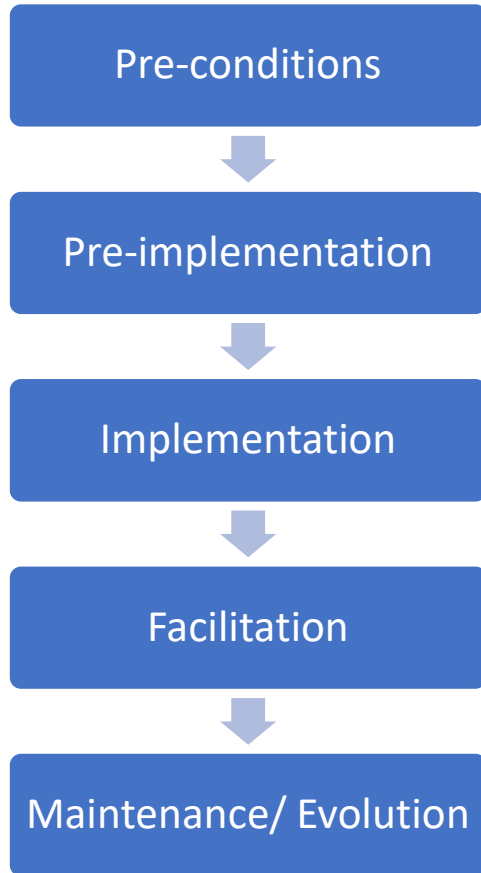 Pre-conditions
Pre-implementation
Implementation
Facilitation
Maintenance/ Evolution